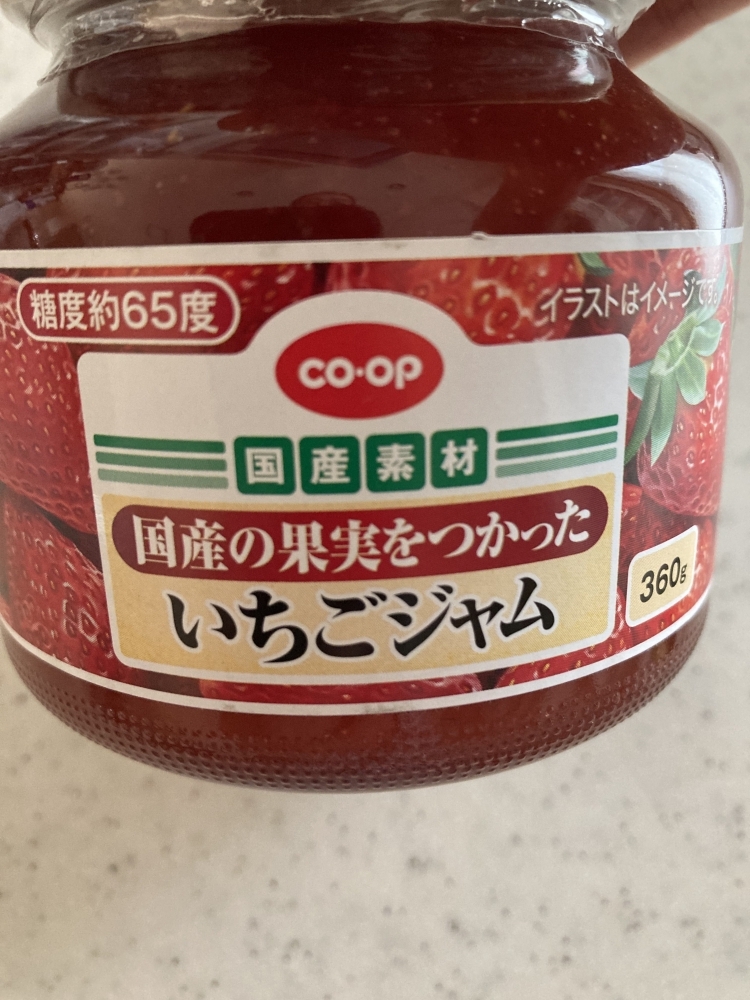 糖度約65度
イラストはイメージです。
CO・OP
国産素材
国産の果実をつかった
いちごジャム
360g